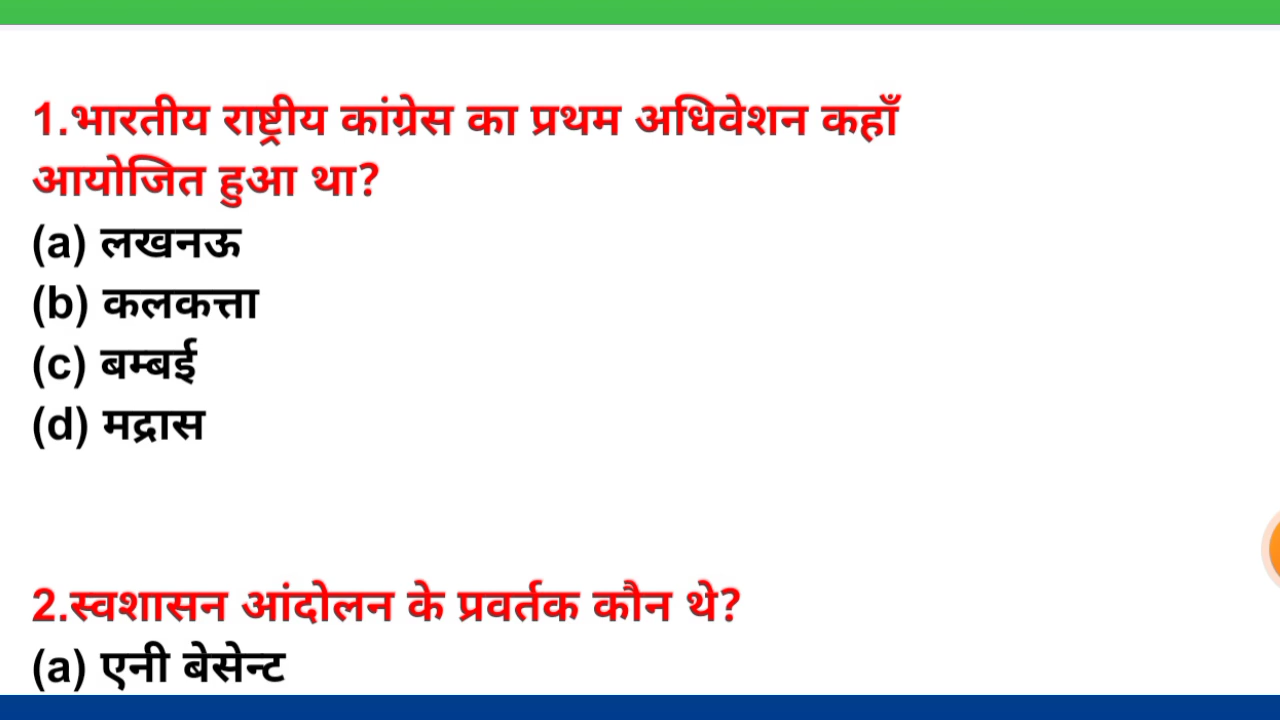 1.भारतीय राष्ट्रीय कांग्रेस का प्रथम अधिवेशन कहाँ
आयोजित हुआ था?
(a) लखनऊ
(b) कलकत्ता
(c) बम्बई
(d) मद्रास
2.स्वशासन आंदोलन के प्रवर्तक कौन थे?
(a) एनी बेसेन्ट